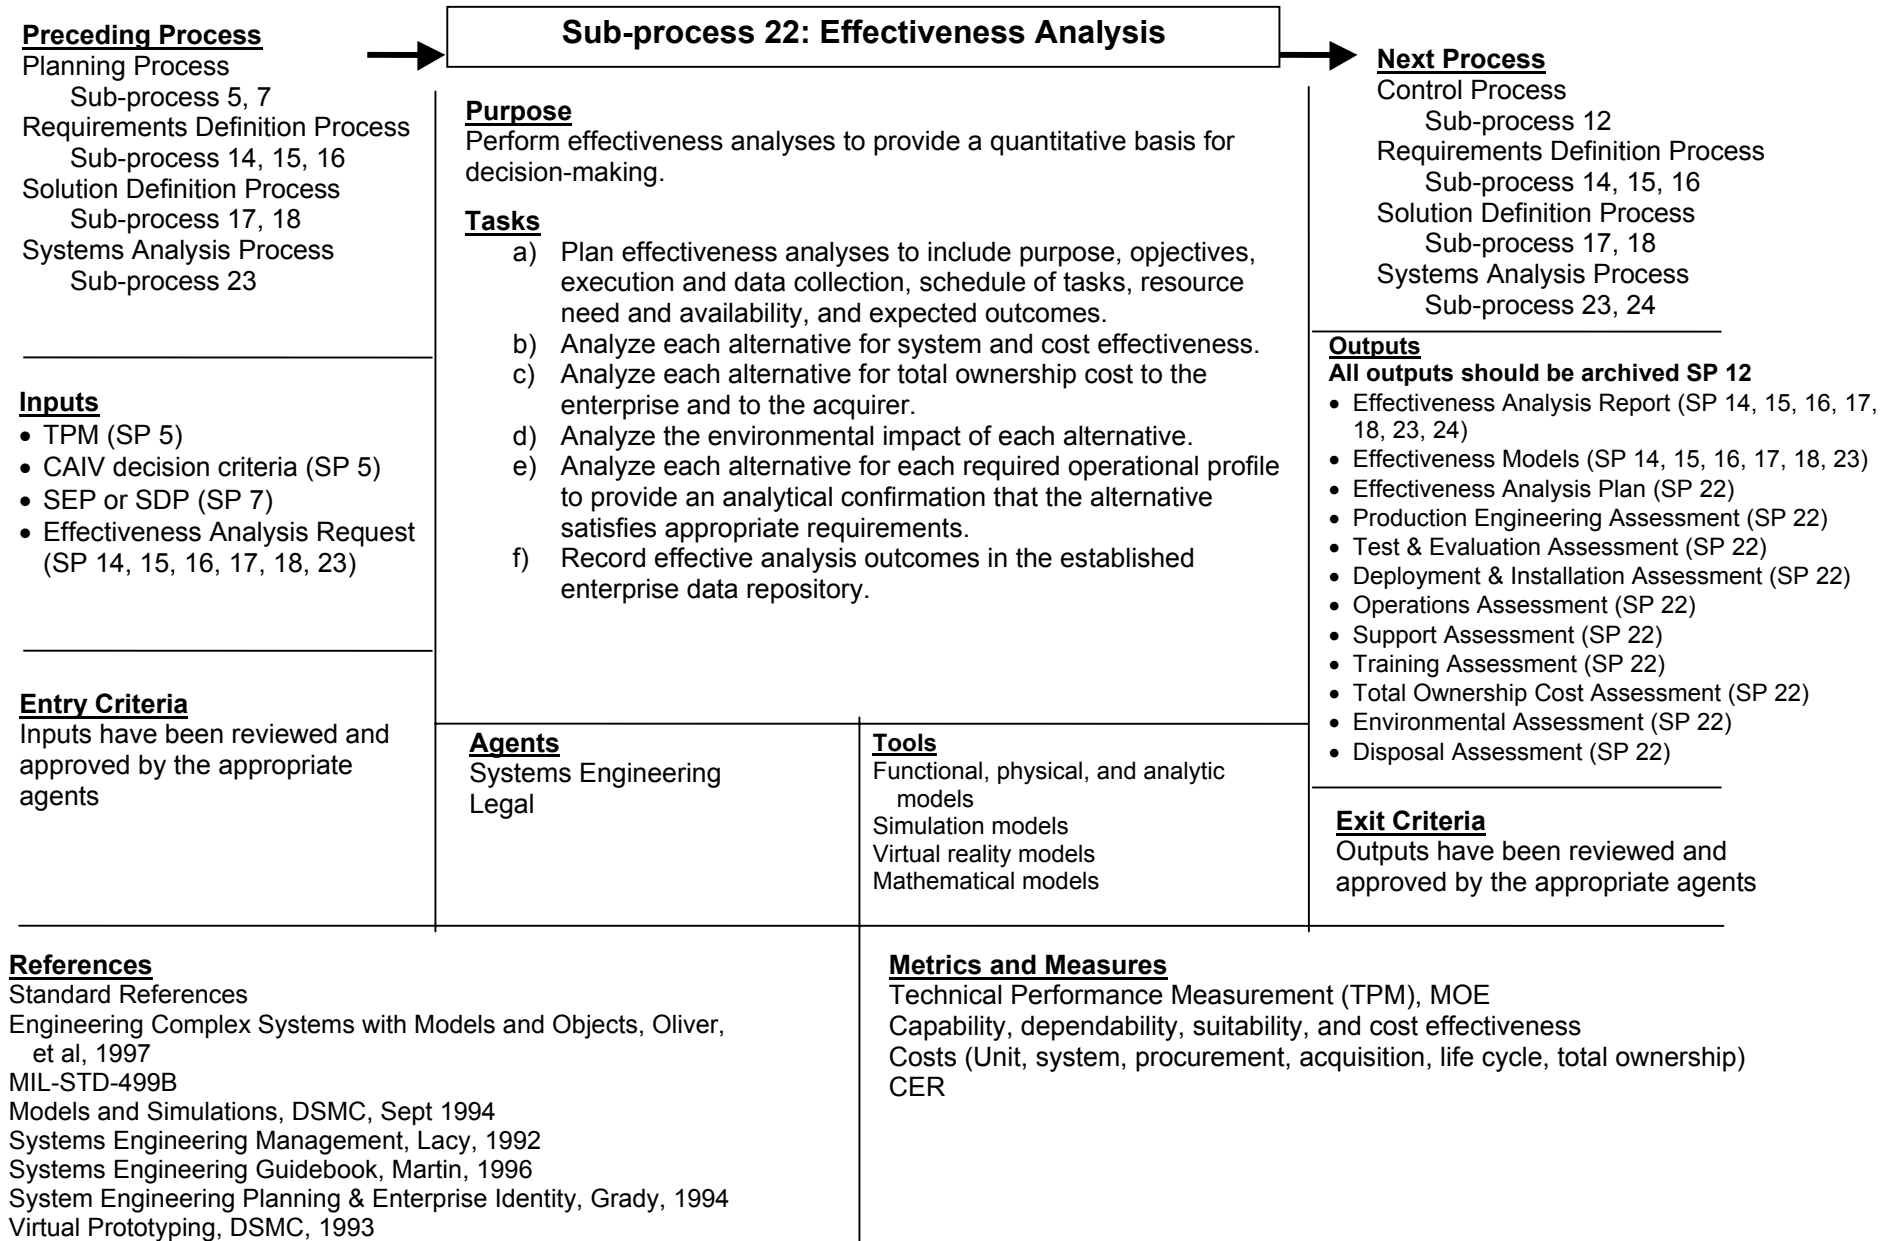 Sub-process 22: Effectiveness Analysis
Preceding Process
Planning Process
Sub-process 5, 7
Requirements Definition Process
Sub-process 14, 15, 16
Solution Definition Process
Sub-process 17, 18
Systems Analysis Process
Sub-process 23
Inputs
• TPM (SP 5)
• CAIV decision criteria (SP 5)
• SEP or SDP (SP 7)
• Effectiveness Analysis Request
(SP 14, 15, 16, 17, 18, 23)
Entry Criteria
Inputs have been reviewed and
approved by the appropriate
agents
Purpose
Perform effectiveness analyses to provide a quantitative basis for
decision-making.
Tasks
a) Plan effectiveness analyses to include purpose, opjectives,
execution and data collection, schedule of tasks, resource
need and availability, and expected outcomes.
b) Analyze each alternative for system and cost effectiveness.
c) Analyze each alternative for total ownership cost to the
enterprise and to the acquirer.
d) Analyze the environmental impact of each alternative.
e) Analyze each alternative for each required operational profile
to provide an analytical confirmation that the alternative
satisfies appropriate requirements.
f) Record effective analysis outcomes in the established
enterprise data repository.
Agents
Systems Engineering
Legal
Tools
Functional, physical, and analytic
models
Simulation models
Virtual reality models
Mathematical models
Next Process
Control Process
Sub-process 12
Requirements Definition Process
Sub-process 14, 15, 16
Solution Definition Process
Sub-process 17, 18
Systems Analysis Process
Sub-process 23, 24
Outputs
All outputs should be archived SP 12
• Effectiveness Analysis Report (SP 14, 15, 16, 17,
18, 23, 24)
• Effectiveness Models (SP 14, 15, 16, 17, 18, 23)
• Effectiveness Analysis Plan (SP 22)
• Production Engineering Assessment (SP 22)
• Test & Evaluation Assessment (SP 22)
• Deployment & Installation Assessment (SP 22)
• Operations Assessment (SP 22)
• Support Assessment (SP 22)
• Training Assessment (SP 22)
• Total Ownership Cost Assessment (SP 22)
• Environmental Assessment (SP 22)
• Disposal Assessment (SP 22)
Exit Criteria
Outputs have been reviewed and
approved by the appropriate agents
References
Standard References
Engineering Complex Systems with Models and Objects, Oliver,
et al, 1997
MIL-STD-499B
Models and Simulations, DSMC, Sept 1994
Systems Engineering Management, Lacy, 1992
Systems Engineering Guidebook, Martin, 1996
System Engineering Planning & Enterprise Identity, Grady, 1994
Virtual Prototyping, DSMC, 1993
Metrics and Measures
Technical Performance Measurement (TPM), MOE
Capability, dependability, suitability, and cost effectiveness
Costs (Unit, system, procurement, acquisition, life cycle, total ownership)
CER